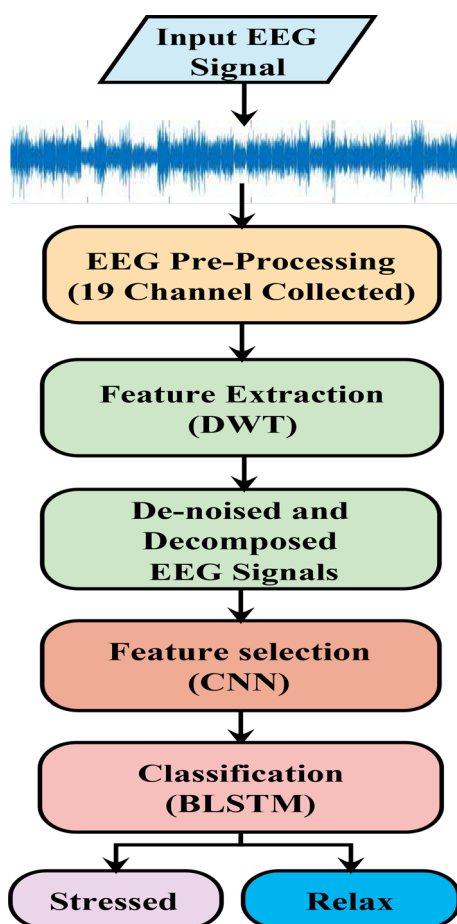 Input EEG
Signal
EEG Pre-Processing
(19 Channel Collected)
Feature Extraction
(DWT)
De-noised and
Decomposed
EEG Signals
Feature selection
(CNN)
Classification
(BLSTM)
Stressed
Relax